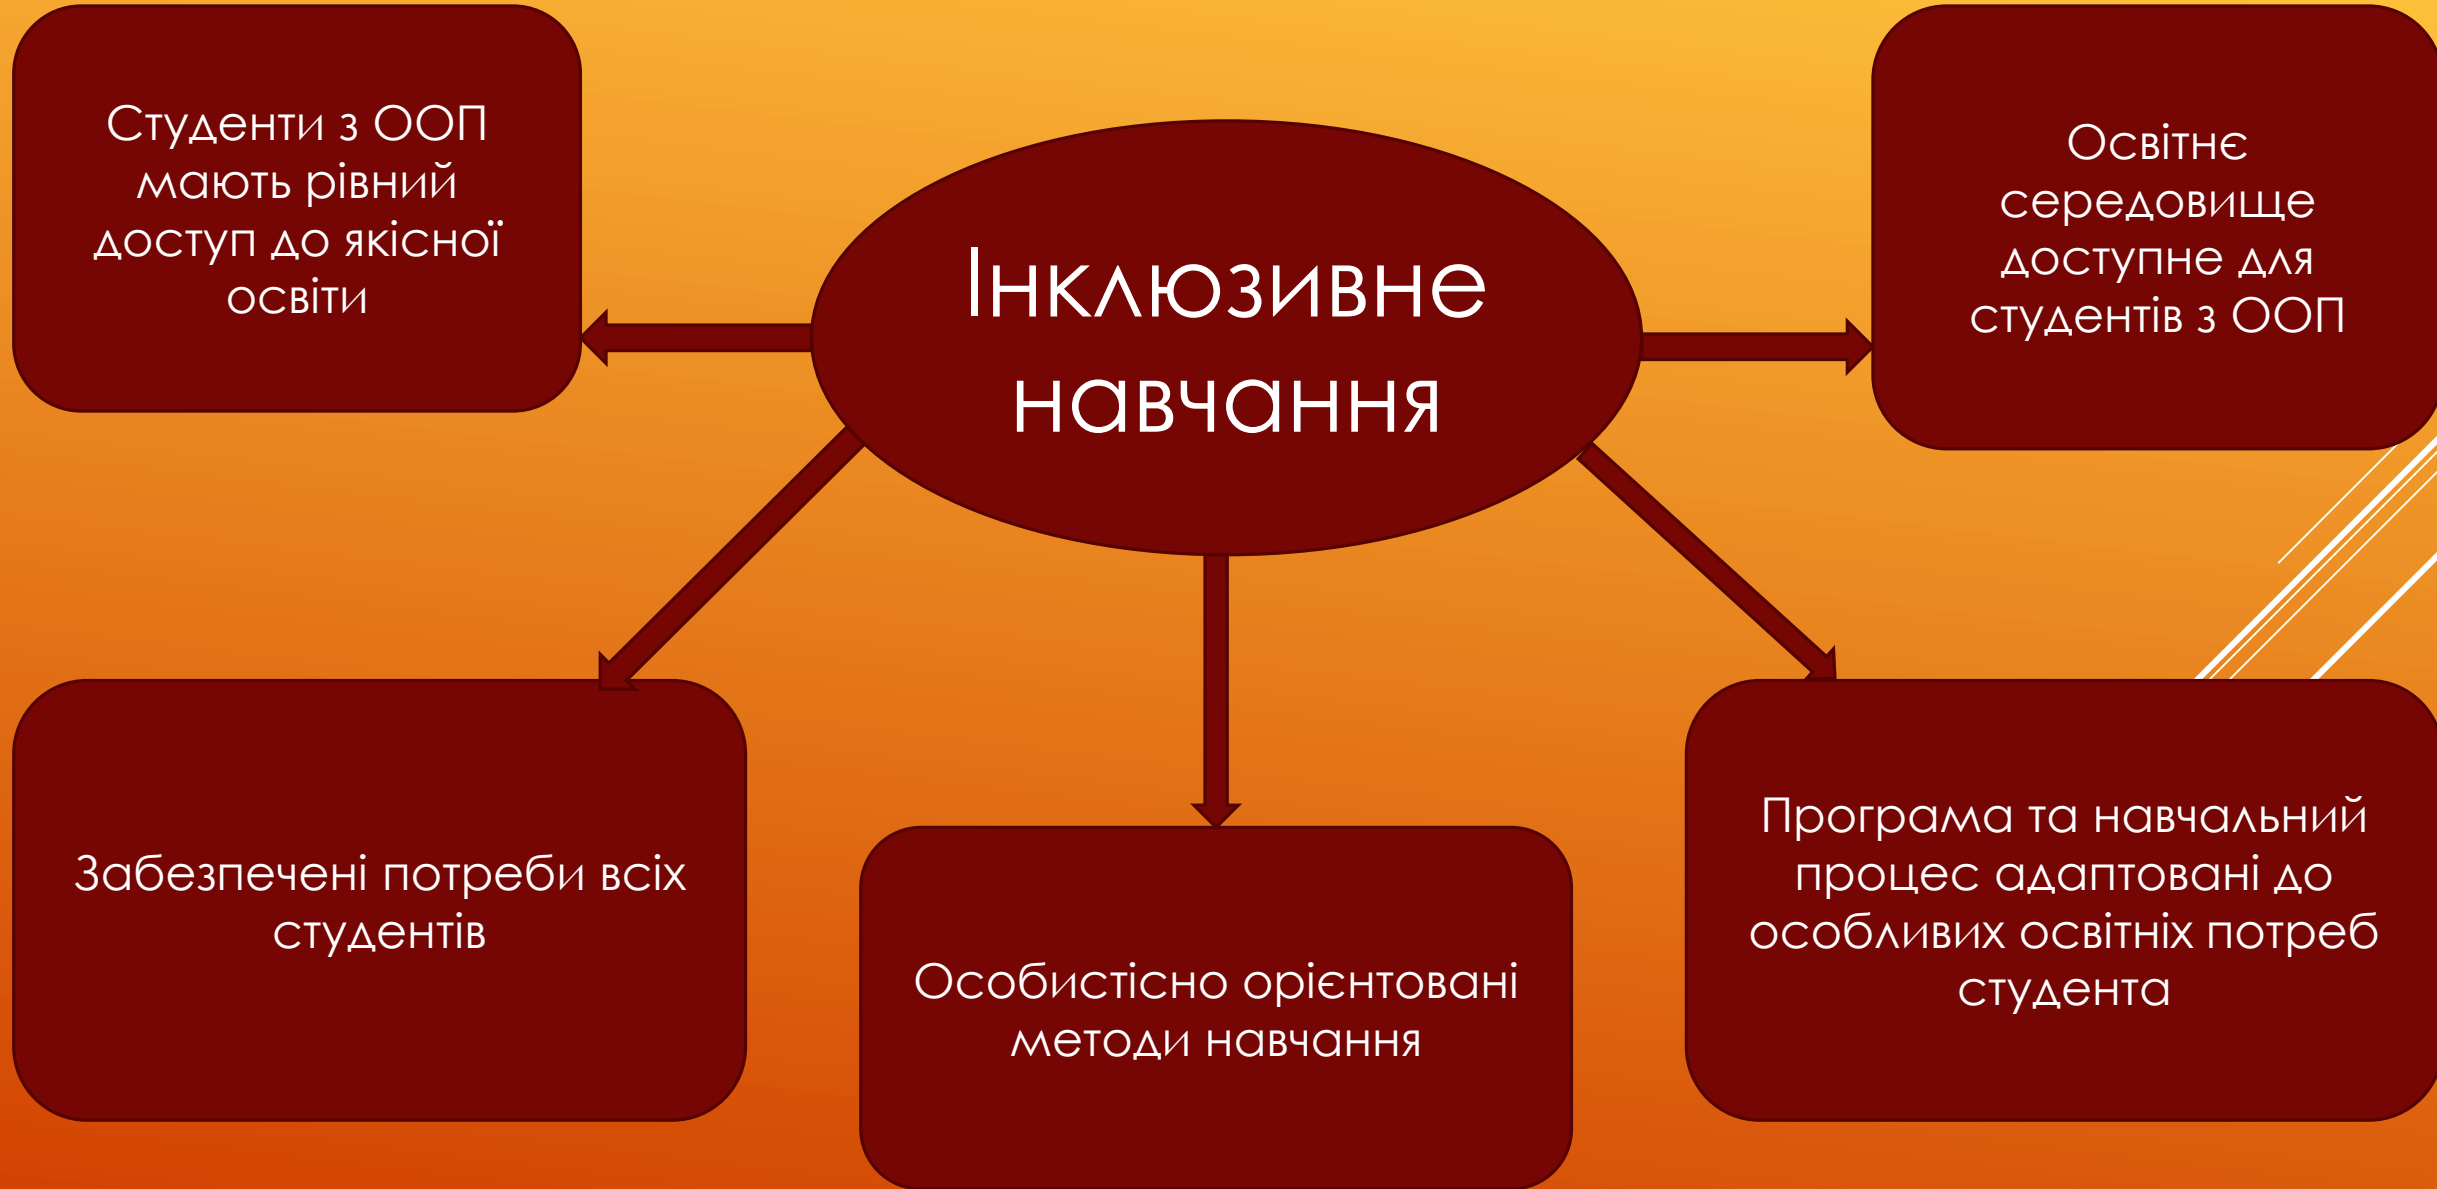 Студенти з ООП
мають рівний
доступ до якісної
освіти
Інклюзивне
навчання
Освітнє
середовище
доступне для
студентів з ООП
Забезпечені потреби всіх
студентів
Особистісно орієнтовані
методи навчання
Програма та навчальний
процес адаптовані до
особливих освітніх потреб
студента